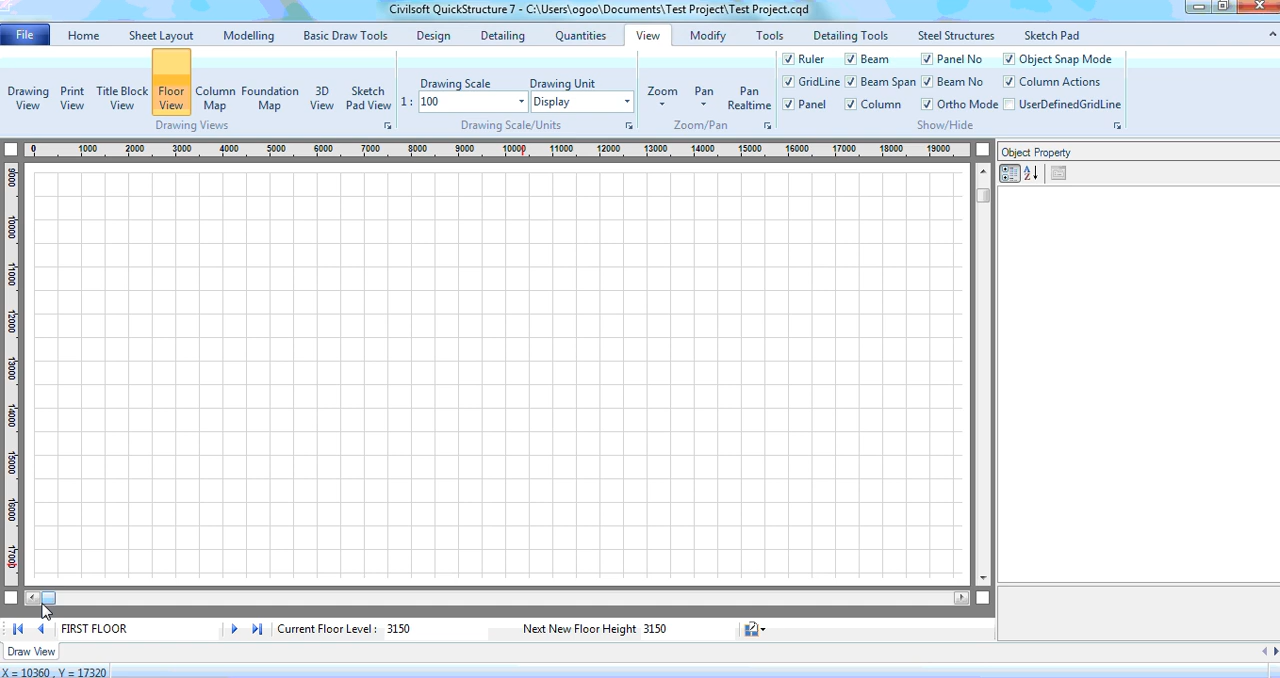 Civilsoft QuickStructure 7 - C:\Users\ogoo\Documents\Test Project\Test Project.cqd
File Home Sheet Layout Modelling Basic Draw Tools Design Detailing Quantities View Modify Tools Detailing Tools Steel Structures Sketch Pad
Drawing View
Print View
Title Block View
Floor View
Column Map
Foundation Map
3D View
Sketch Pad View
Drawing Views
Drawing Scale
1 : 100
Drawing Unit
Display
Drawing Scale/Units
Zoom
Pan
Pan Realtime
Zoom/Pan
Ruler Beam Panel No Object Snap Mode
GridLine Beam Span Beam No Column Actions
Panel Column Ortho Mode UserDefinedGridLine
Show/Hide
0 1000 2000 3000 4000 5000 6000 7000 8000 9000 10000 11000 12000 13000 14000 15000 16000 17000 18000 19000
9000
10000
11000
12000
13000
14000
15000
16000
17000
Object Property
A
Z
FIRST FLOOR Current Floor Level : 3150 Next New Floor Height 3150
Draw View
X = 10360 , Y = 17320